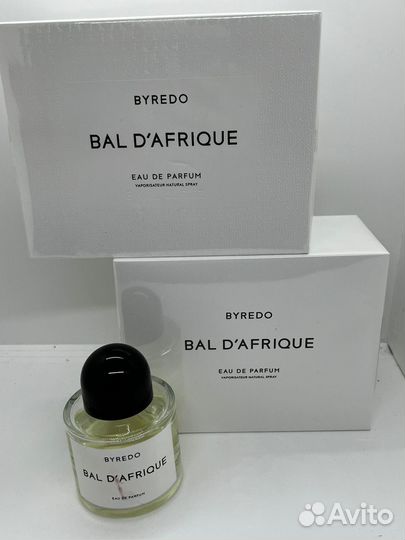 BYREDO
BAL D'AFRIQUE
EAU DE PARFUM
VAPORISATEUR NATURAL SPRAY
BYREDO
BAL D'AFRIQUE
EAU DE PARFUM
VAPORISATEUR NATURAL SPRAY
BYREDO
BAL D'AFRIQUE
EAU DE PARFUM
Avito